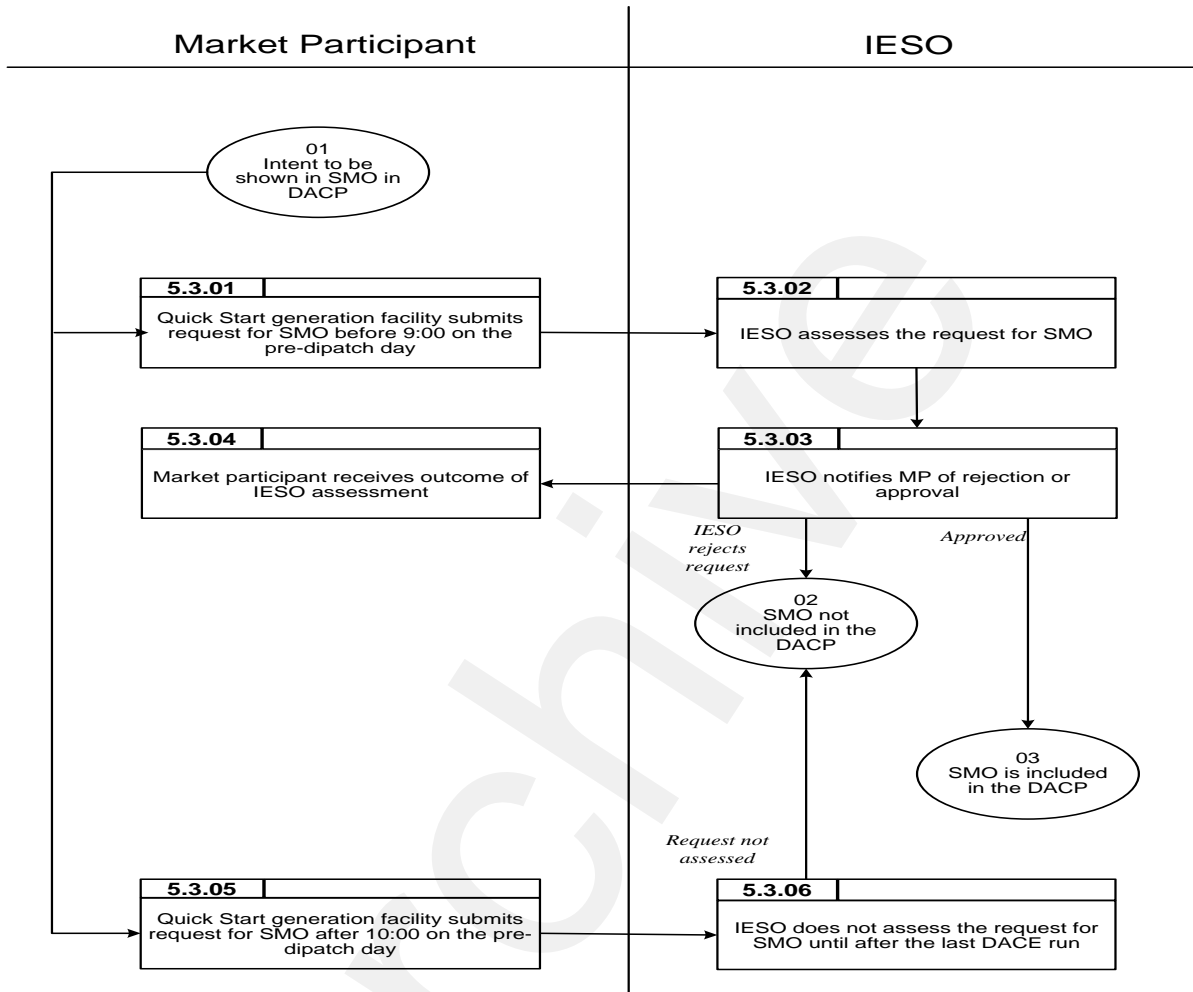 Market Participant
IESO
01
Intent to be
shown in SMO in
DACP
5.3.01
Quick Start generation facility submits
request for SMO before 9:00 on the
pre-dipatch day
5.3.02
IESO assesses the request for SMO
5.3.04
Market participant receives outcome of
IESO assessment
5.3.03
IESO notifies MP of rejection or
approval
IESO
rejects
request
Approved
02
SMO not
included in the
DACP
03
SMO is included
in the DACP
Request not
assessed
5.3.05
Quick Start generation facility submits
request for SMO after 10:00 on the pre-
dipatch day
5.3.06
IESO does not assess the request for
SMO until after the last DACE run
rchive